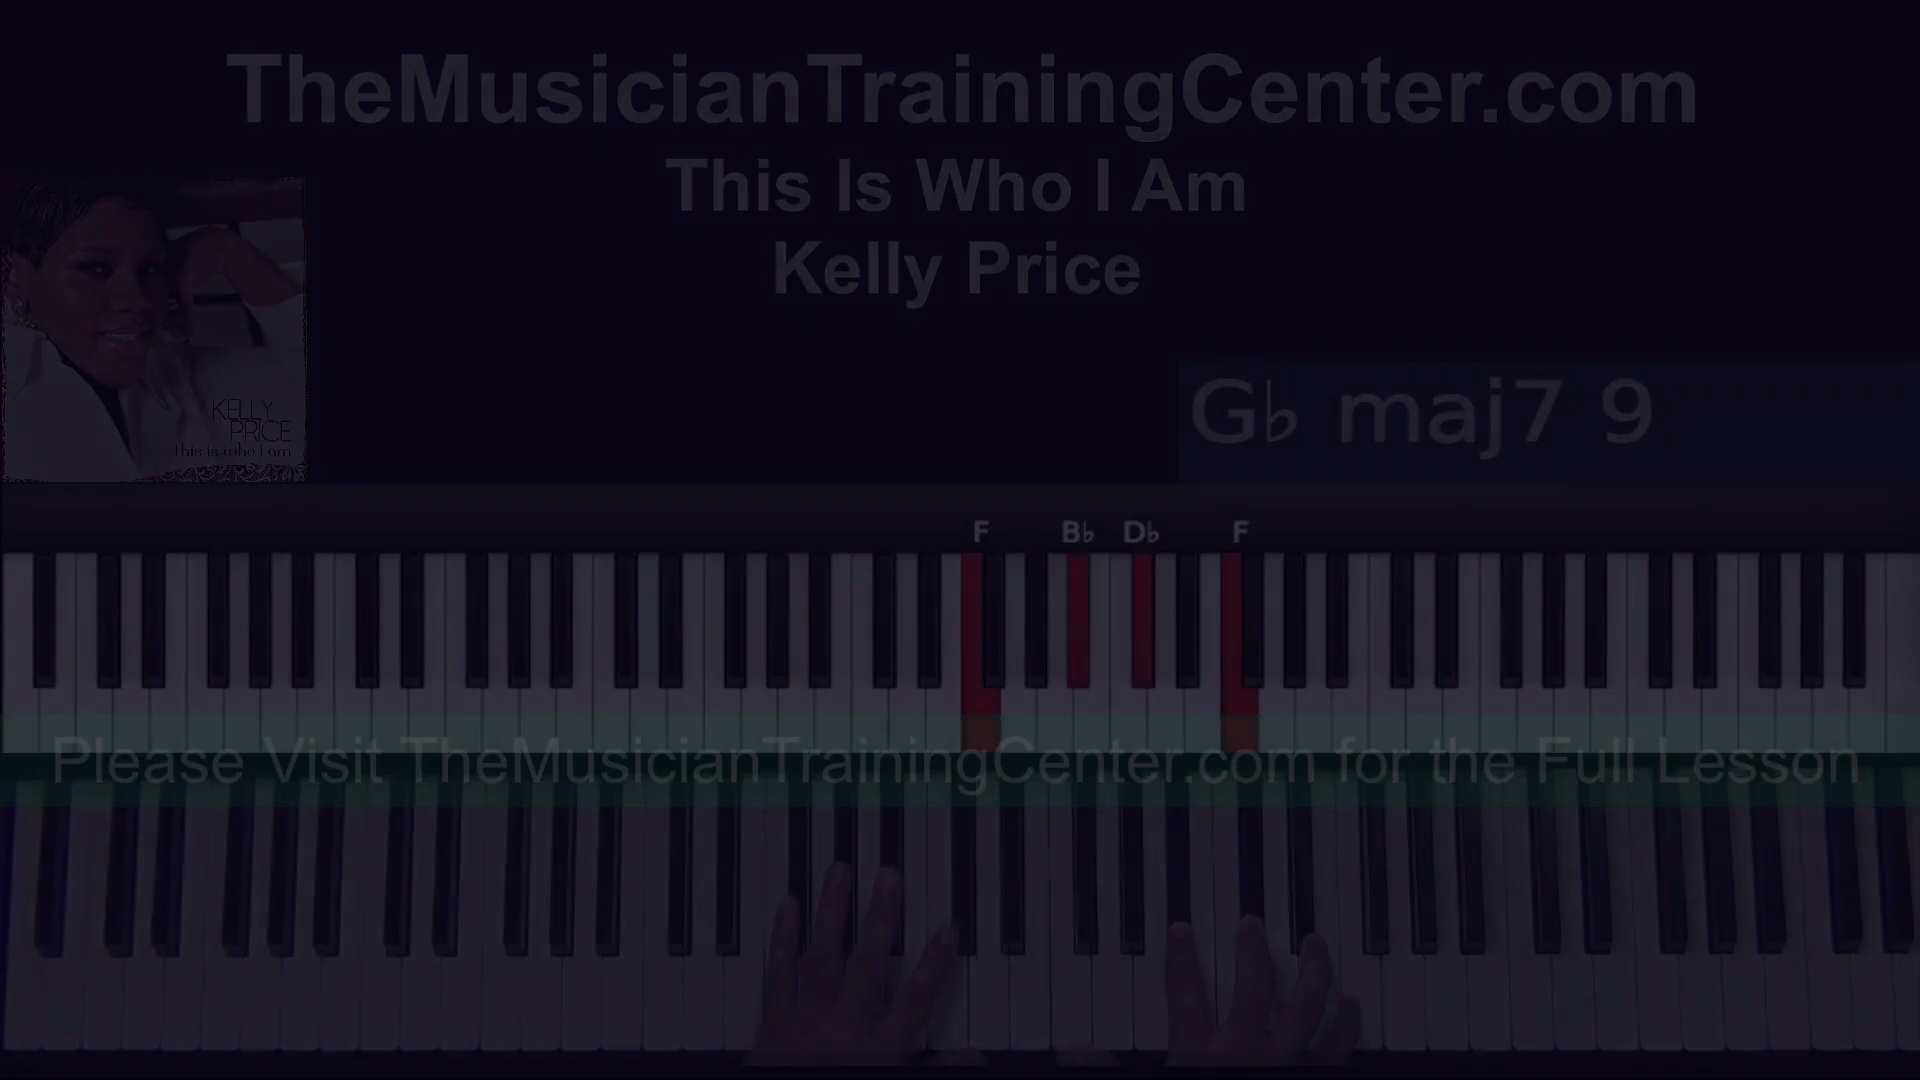 TheMusicianTrainingCenter.com
This Is Who I Am
Kelly Price
KELLY
PRICE
this is who i am
G♭ maj7 9
F B♭ D♭ F
Please Visit TheMusicianTrainingCenter.com for the Full Lesson